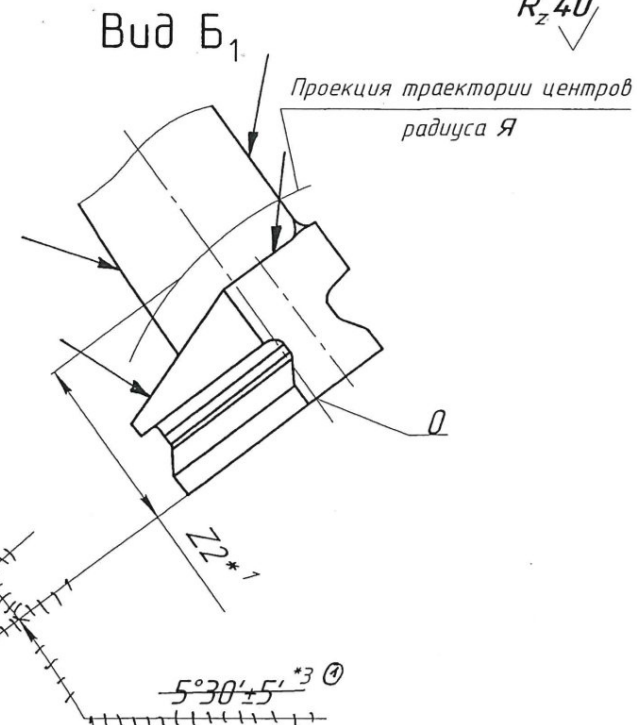 Вид Б₁
Rz 40
Проекция траектории центров
радиуса Я
О
Z2*¹
5°30'±5' *³ ①